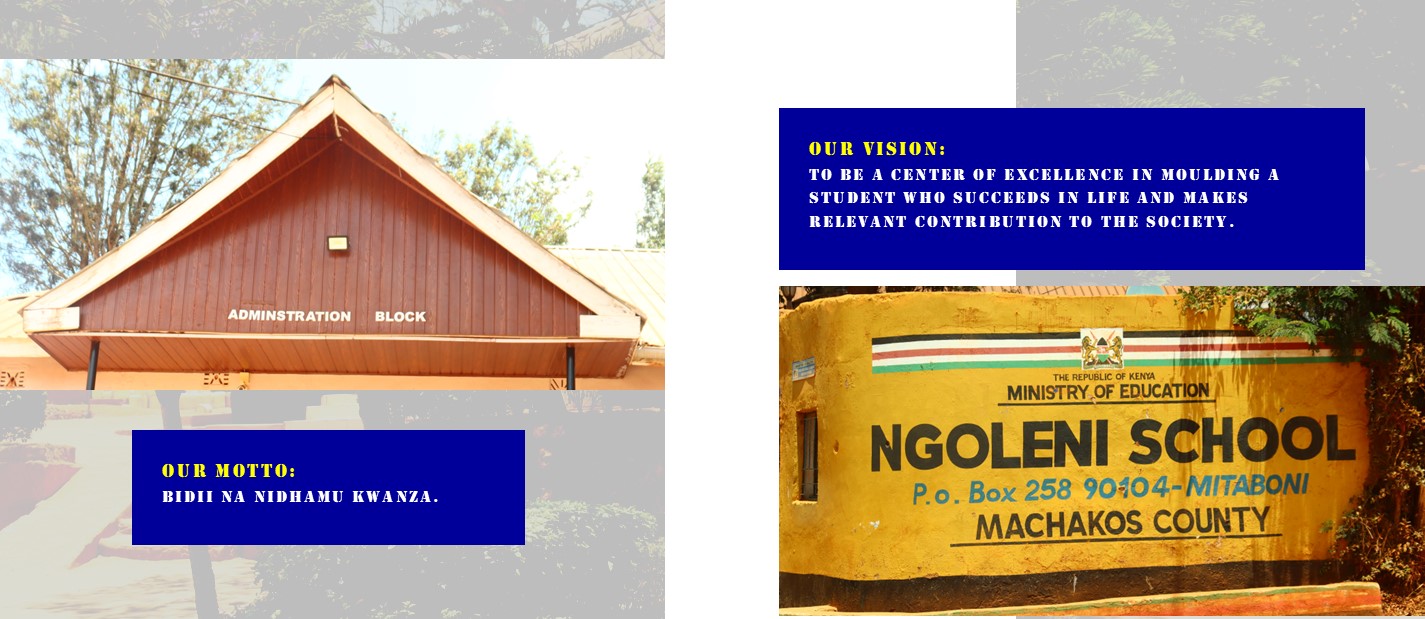 ADMINSTRATION BLOCK
OUR MOTTO:
BIDII NA NIDHAMU KWANZA.
OUR VISION:
TO BE A CENTER OF EXCELLENCE IN MOULDING A
STUDENT WHO SUCCEEDS IN LIFE AND MAKES
RELEVANT CONTRIBUTION TO THE SOCIETY.
THE REPUBLIC OF KENYA
MINISTRY OF EDUCATION
NGOLENI SCHOOL
P.o. Box 258 90104-MITABONI
MACHAKOS COUNTY